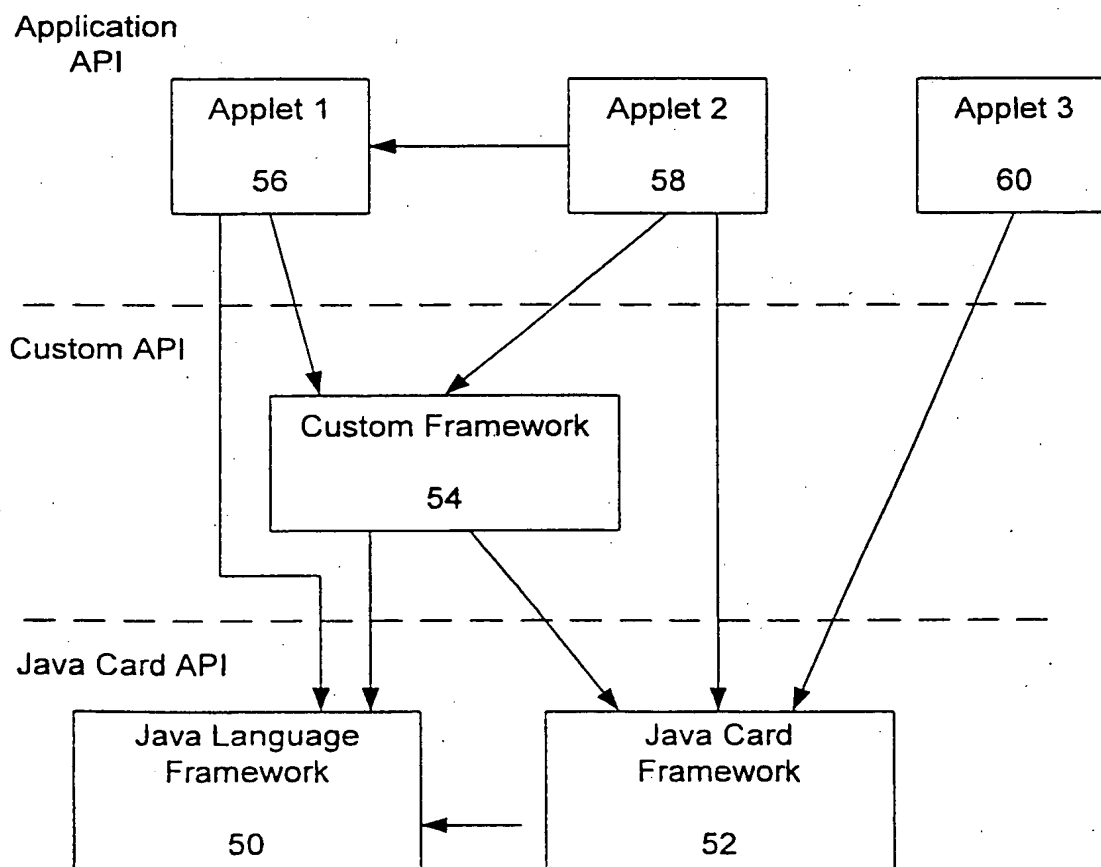 Application
API
Applet 1
56
Applet 2
58
Applet 3
60
Custom API
Custom Framework
54
Java Card API
Java Language
Framework
50
Java Card
Framework
52